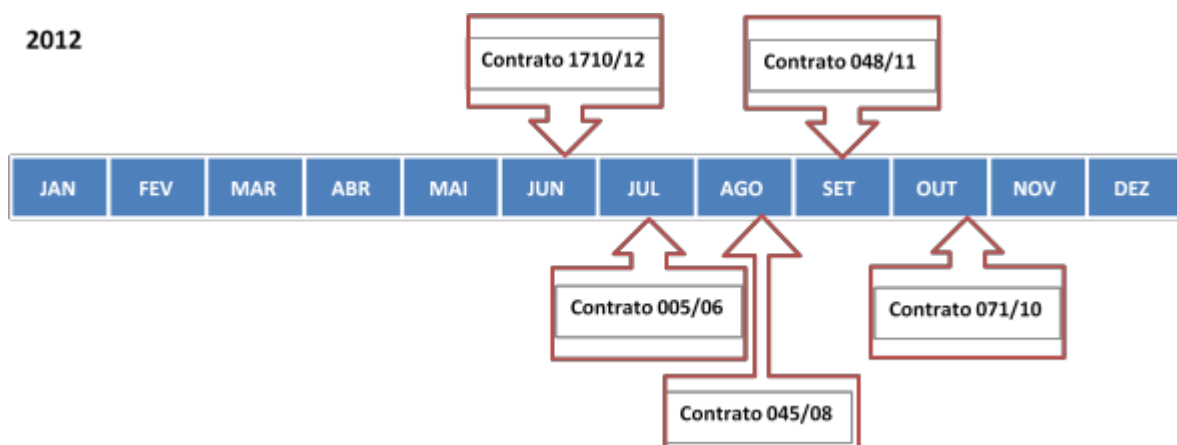 2012
Contrato 1710/12
Contrato 048/11
JAN FEV MAR ABR MAI JUN JUL AGO SET OUT NOV DEZ
Contrato 005/06
Contrato 071/10
Contrato 045/08